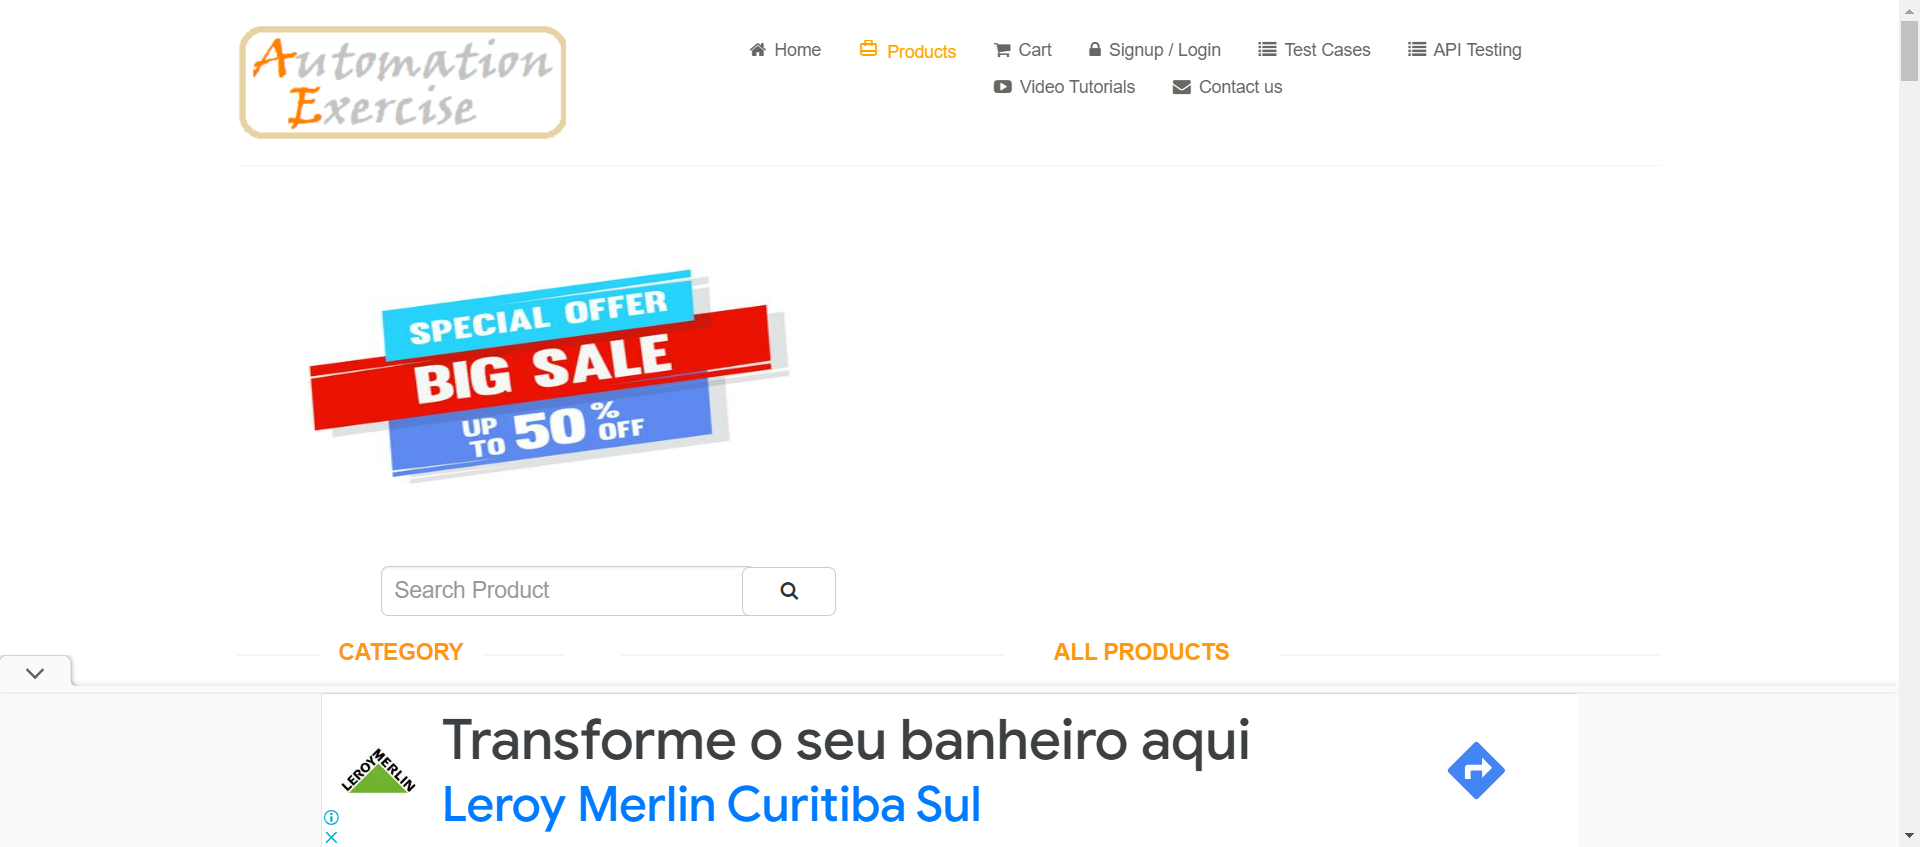 Automation
Exercise
Home
Products
Cart
Signup / Login
Test Cases
API Testing
Video Tutorials
Contact us
SPECIAL OFFER
BIG SALE
UP TO 50% OFF
Search Product
CATEGORY
ALL PRODUCTS
LEROY MERLIN
Transforme o seu banheiro aqui
Leroy Merlin Curitiba Sul